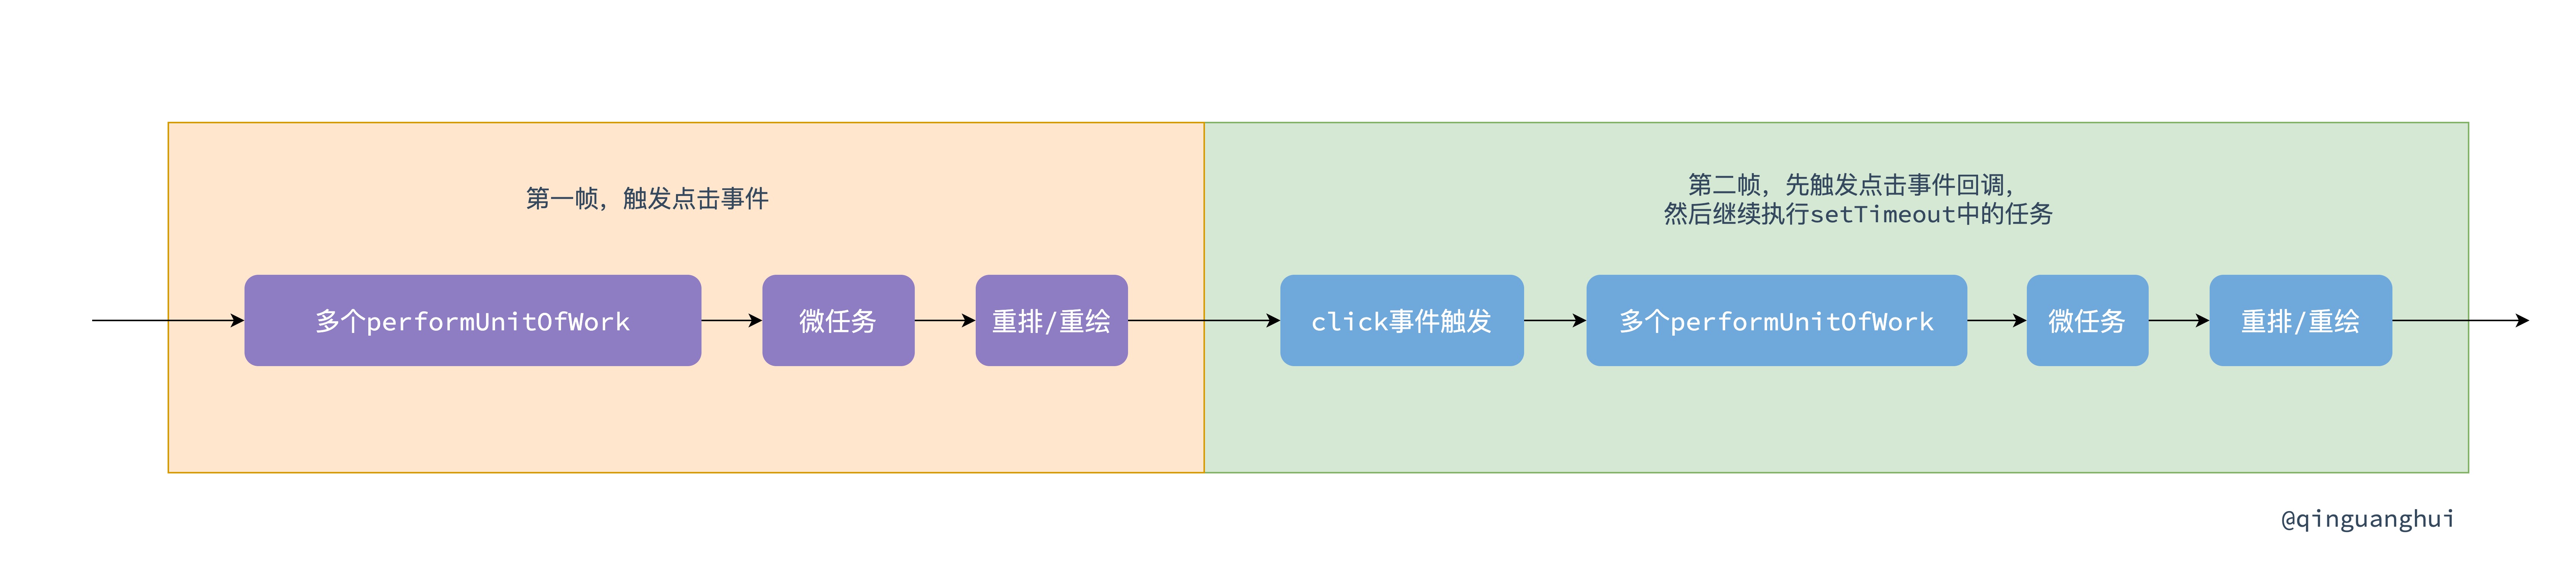 第一帧，触发点击事件
多个performUnitOfWork
微任务
重排/重绘
第二帧，先触发点击事件回调，
然后继续执行setTimeout中的任务
click事件触发
多个performUnitOfWork
微任务
重排/重绘
@qinguanghui